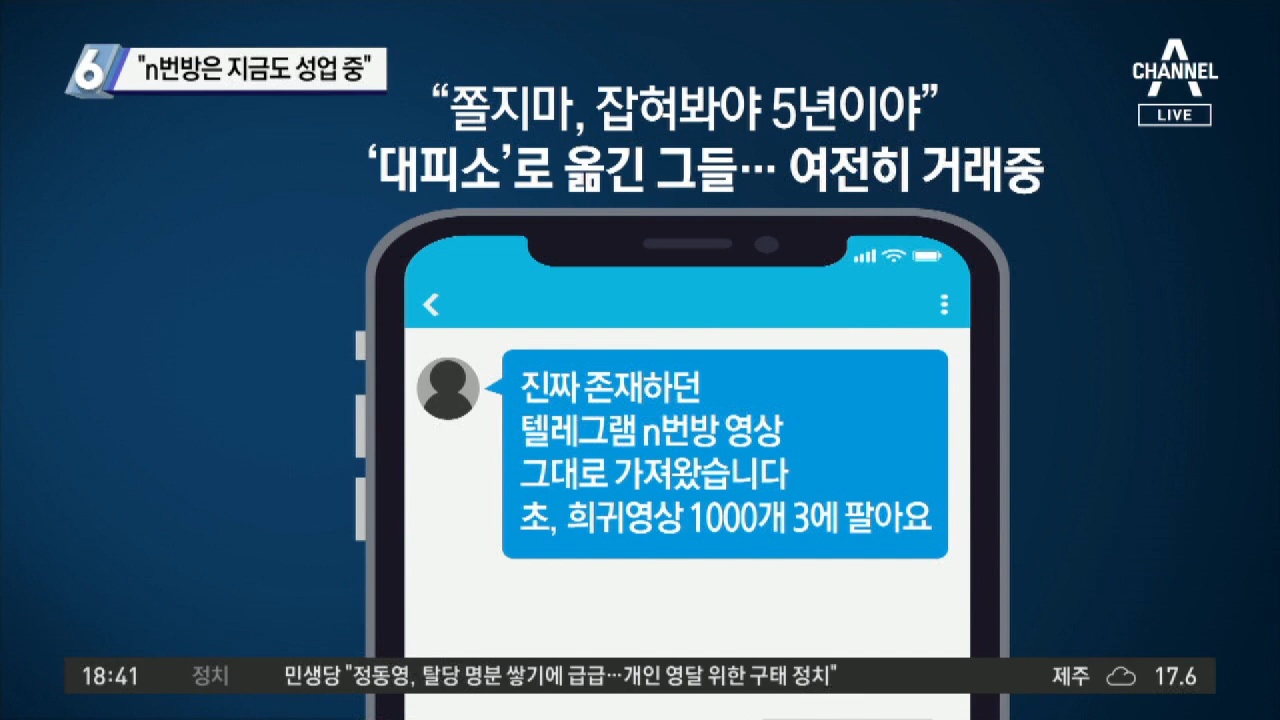 6 "n번방은 지금도 성업 중"
CHANNEL A
LIVE
“쫄지마, 잡혀봐야 5년이야”
‘대피소’로 옮긴 그들… 여전히 거래중
진짜 존재하던
텔레그램 n번방 영상
그대로 가져왔습니다
초, 희귀영상 1000개 3에 팔아요
18:41 정치 민생당 "정동영, 탈당 명분 쌓기에 급급…개인 영달 위한 구태 정치" 제주 17.6